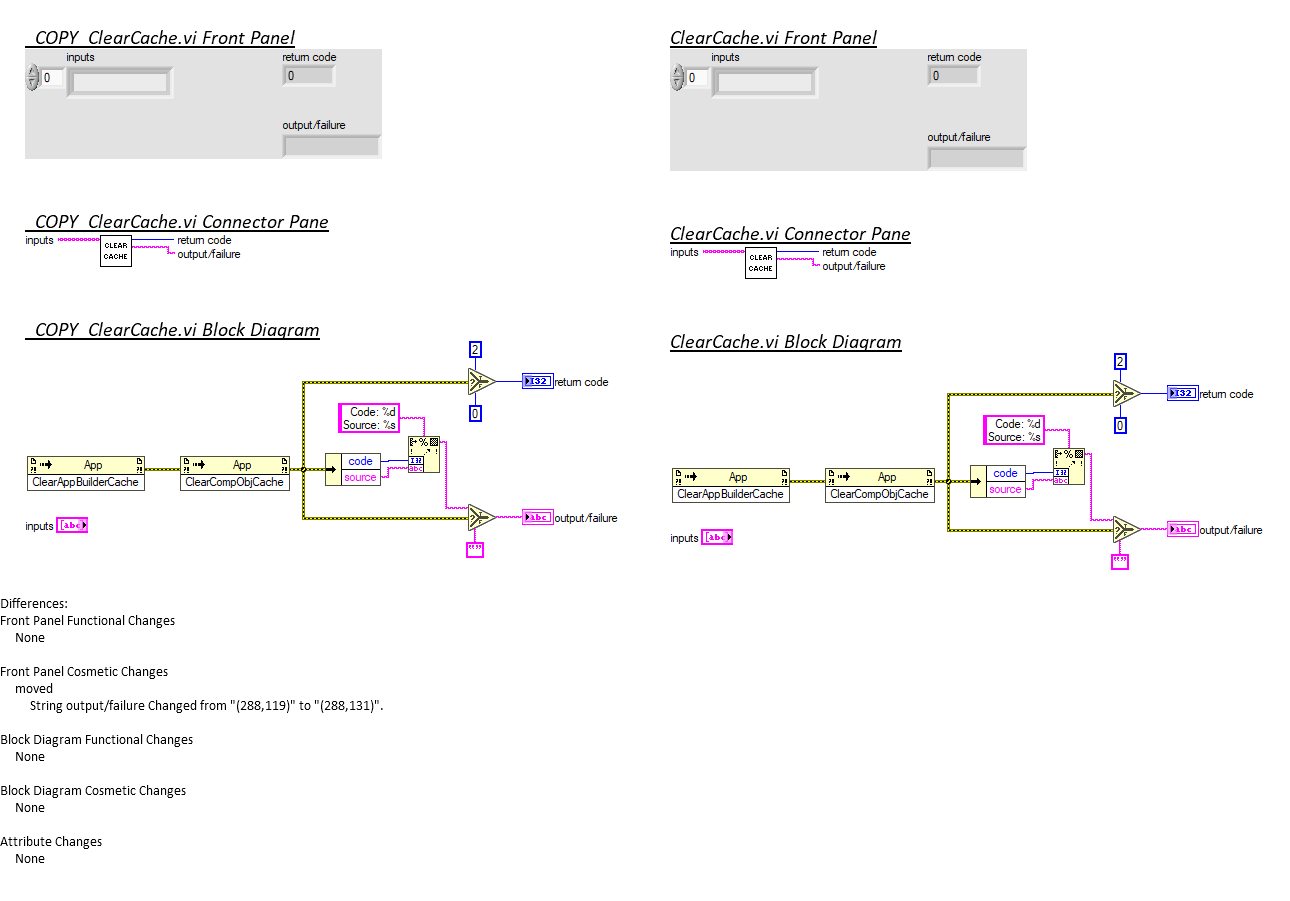 _COPY_ClearCache.vi Front Panel
inputs
0
return code
0
output/failure
_COPY_ClearCache.vi Connector Pane
inputs
CLEAR
CACHE
return code
output/failure
_COPY_ClearCache.vi Block Diagram
2
I32
return code
0
Code: %d
Source: %s
%
App
ClearAppBuilderCache
App
ClearCompObjCache
code
source
I32
abc
?
T
F
abc
output/failure
inputs
abc
""
ClearCache.vi Front Panel
inputs
0
return code
0
output/failure
ClearCache.vi Connector Pane
inputs
CLEAR
CACHE
return code
output/failure
ClearCache.vi Block Diagram
2
I32
return code
0
Code: %d
Source: %s
%
App
ClearAppBuilderCache
App
ClearCompObjCache
code
source
I32
abc
?
T
F
abc
output/failure
inputs
abc
""
Differences:
Front Panel Functional Changes
None
Front Panel Cosmetic Changes
moved
String output/failure Changed from "(288,119)" to "(288,131)".
Block Diagram Functional Changes
None
Block Diagram Cosmetic Changes
None
Attribute Changes
None